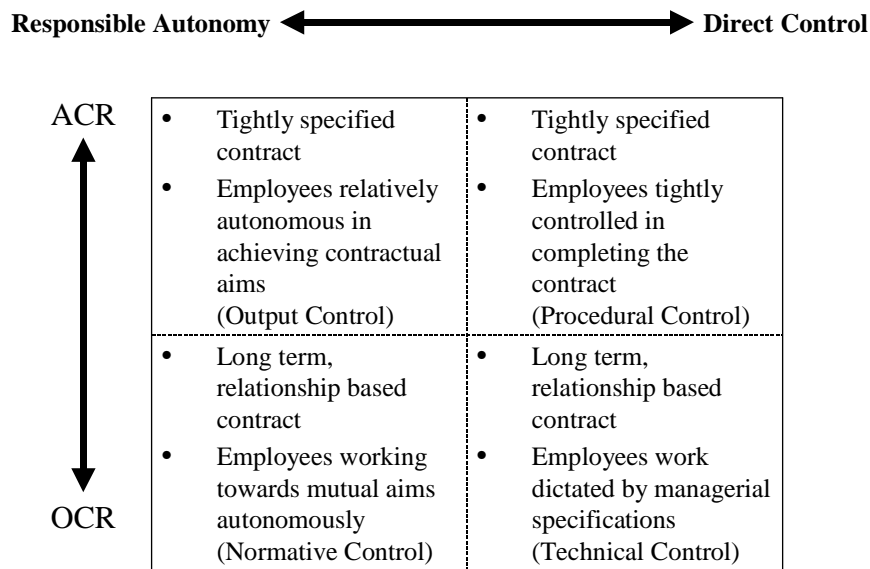 Responsible Autonomy Direct Control
ACR
• Tightly specified
contract
• Employees relatively
autonomous in
achieving contractual
aims
(Output Control)
• Tightly specified
contract
• Employees tightly
controlled in
completing the
contract
(Procedural Control)
• Long term,
relationship based
contract
• Employees working
towards mutual aims
autonomously
(Normative Control)
• Long term,
relationship based
contract
• Employees work
dictated by managerial
specifications
(Technical Control)
OCR